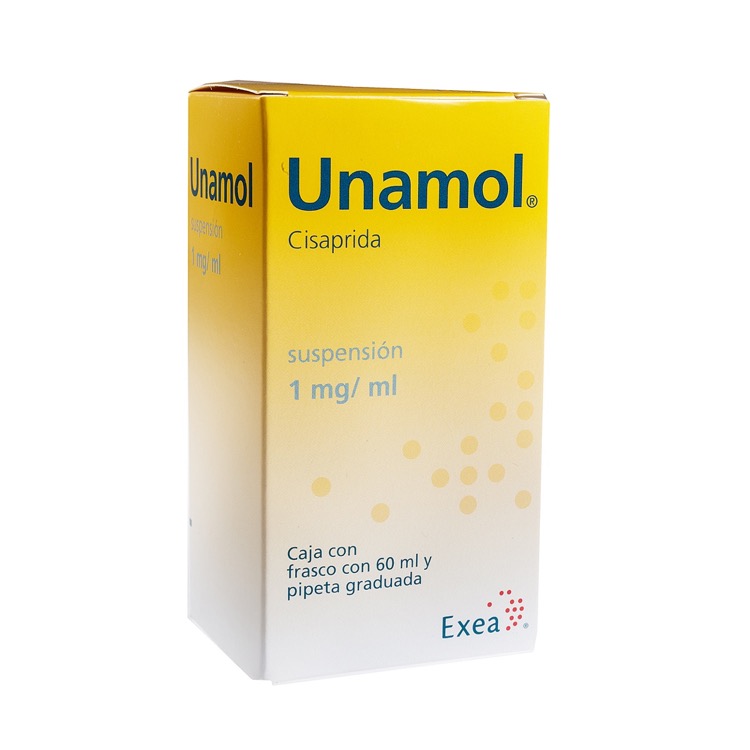 Unamol
suspensión
1 mg/ ml
Unamol®
Cisaprida
suspensión
1 mg/ ml
Caja con
frasco con 60 ml y
pipeta graduada
Exea®